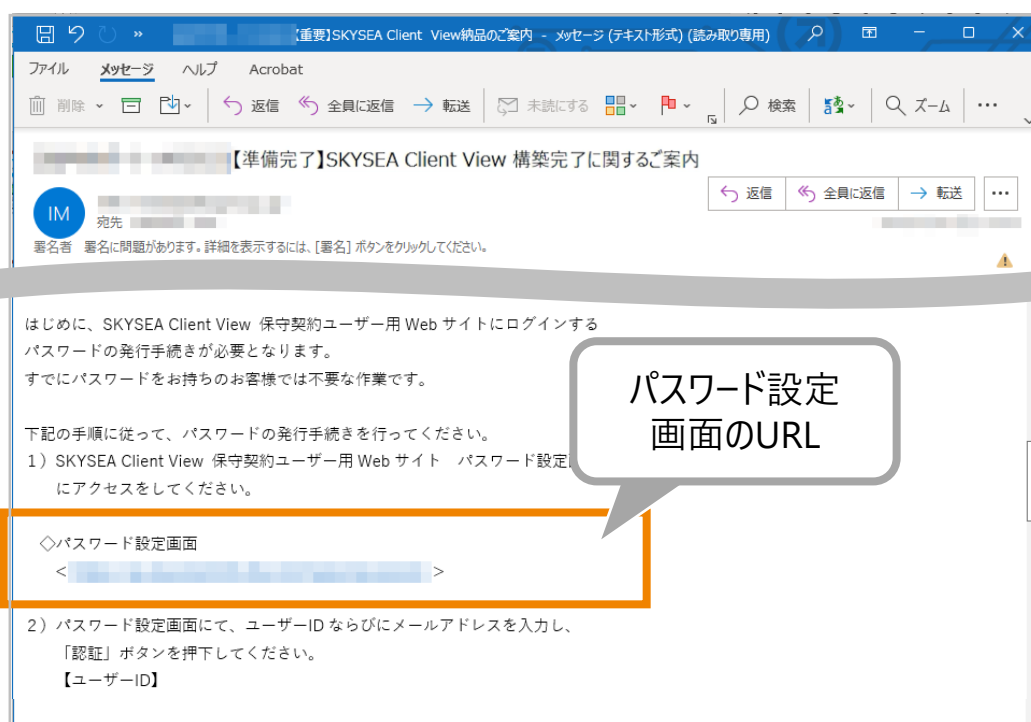 【重要】SKYSEA Client View納品のご案内 - メッセージ (テキスト形式) (読み取り専用)
ファイル メッセージ ヘルプ Acrobat
削除 返信 全員に返信 転送 未読にする 検索 ズーム
【準備完了】SKYSEA Client View 構築完了に関するご案内
返信 全員に返信 転送
IM
宛先
署名者 署名に問題があります。詳細を表示するには、[署名] ボタンをクリックしてください。
はじめに、SKYSEA Client View 保守契約ユーザー用 Web サイトにログインする
パスワードの発行手続きが必要となります。
すでにパスワードをお持ちのお客様では不要な作業です。
パスワード設定
画面のURL
下記の手順に従って、パスワードの発行手続きを行ってください。
1）SKYSEA Client View 保守契約ユーザー用 Web サイト パスワード設定
にアクセスをしてください。
◇パスワード設定画面
< >
2）パスワード設定画面にて、ユーザーID ならびにメールアドレスを入力し、
「認証」ボタンを押下してください。
【ユーザーID】